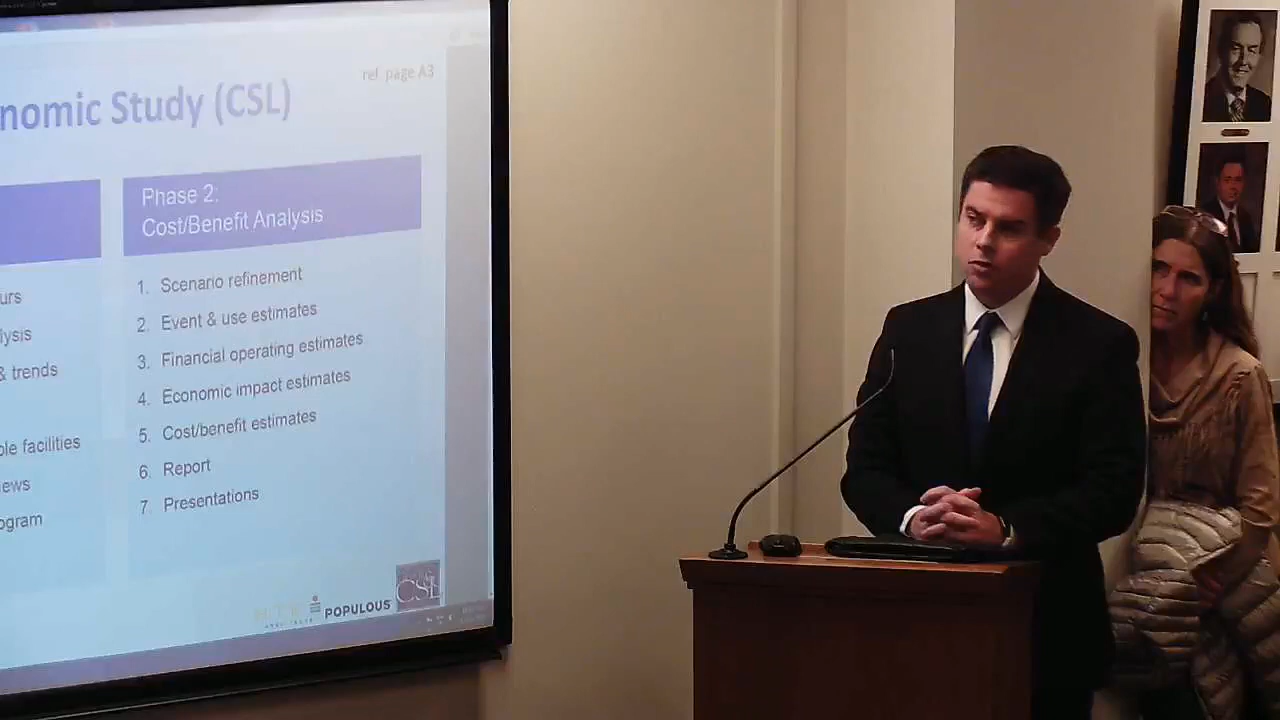 ref page A3
nomic Study (CSL)
Phase 2:
Cost/Benefit Analysis
urs
lysis
& trends
ole facilities
ews
ogram
1. Scenario refinement
2. Event & use estimates
3. Financial operating estimates
4. Economic impact estimates
5. Cost/benefit estimates
6. Report
7 Presentations
POPULOUS
CSL